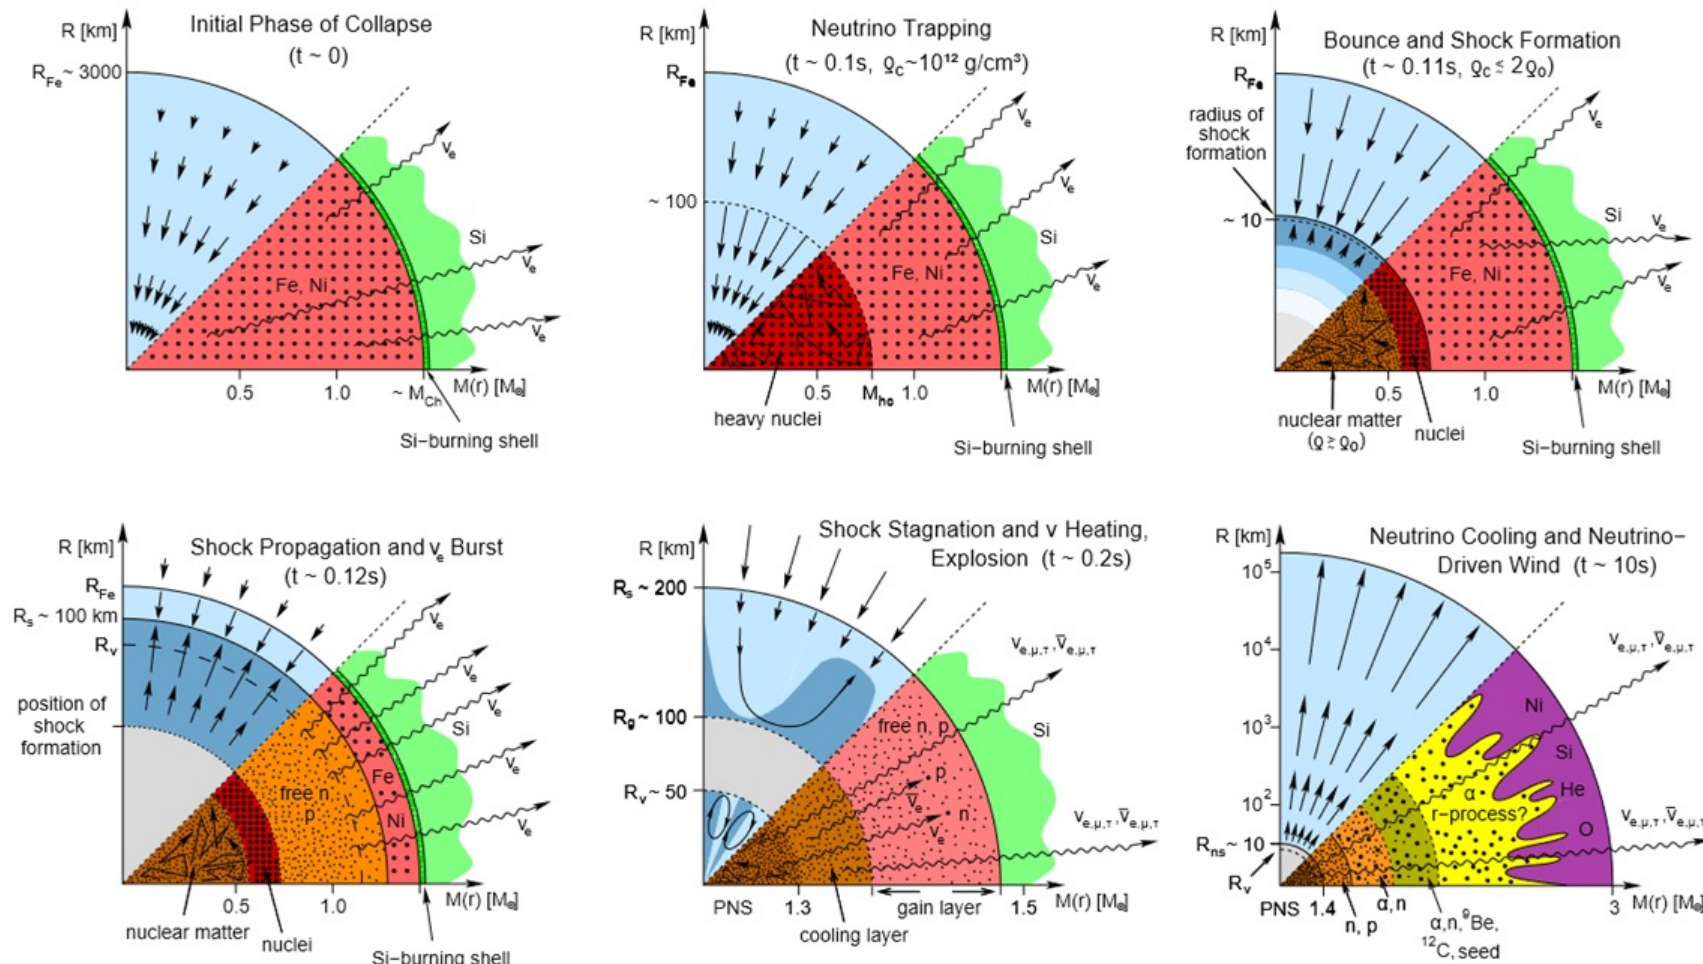 Initial Phase of Collapse
(t ~ 0)
R [km]
R_Fe ~ 3000
ν_e
Si
ν_e
Fe, Ni
ν_e
0.5
1.0
~ M_Ch
M(r) [M_⊙]
Si−burning shell
Neutrino Trapping
(t ~ 0.1s, ϱ_c~10¹² g/cm³)
R [km]
R_Fe
~ 100
ν_e
ν_e
Si
Fe, Ni
ν_e
0.5
M_hc
1.0
M(r) [M_⊙]
heavy nuclei
Si−burning shell
Bounce and Shock Formation
(t ~ 0.11s, ϱ_c ≲ 2ϱ_o)
R [km]
R_Fe
radius of
shock
formation
~ 10
ν_e
Si
ν_e
Fe, Ni
ν_e
0.5
1.0
M(r) [M_⊙]
nuclear matter
(ϱ ≳ ϱ_o)
nuclei
Si−burning shell
Shock Propagation and ν_e Burst
(t ~ 0.12s)
R [km]
R_Fe
R_s ~ 100 km
R_ν
position of
shock
formation
ν_e
ν_e
ν_e
Si
ν_e
ν_e
Fe
free n
p
Ni
0.5
1.0
M(r) [M_⊙]
nuclear matter
nuclei
Si−burning shell
Shock Stagnation and ν Heating,
Explosion (t ~ 0.2s)
R [km]
R_s ~ 200
R_g ~ 100
R_ν ~ 50
ν_e,μ,τ, ν̄_e,μ,τ
free n, p
Si
p
ν̄_e
n
ν_e
ν_e,μ,τ, ν̄_e,μ,τ
PNS
1.3
gain layer
1.5
M(r) [M_⊙]
cooling layer
Neutrino Cooling and Neutrino−
Driven Wind (t ~ 10s)
R [km]
10⁵
10⁴
10³
10²
R_ns ~ 10
R_ν
ν_e,μ,τ, ν̄_e,μ,τ
Ni
Si
α
He
r−process?
O
ν_e,μ,τ, ν̄_e,μ,τ
PNS
1.4
α,n
3
M(r) [M_⊙]
n, p
α,n, ⁹Be,
¹²C, seed